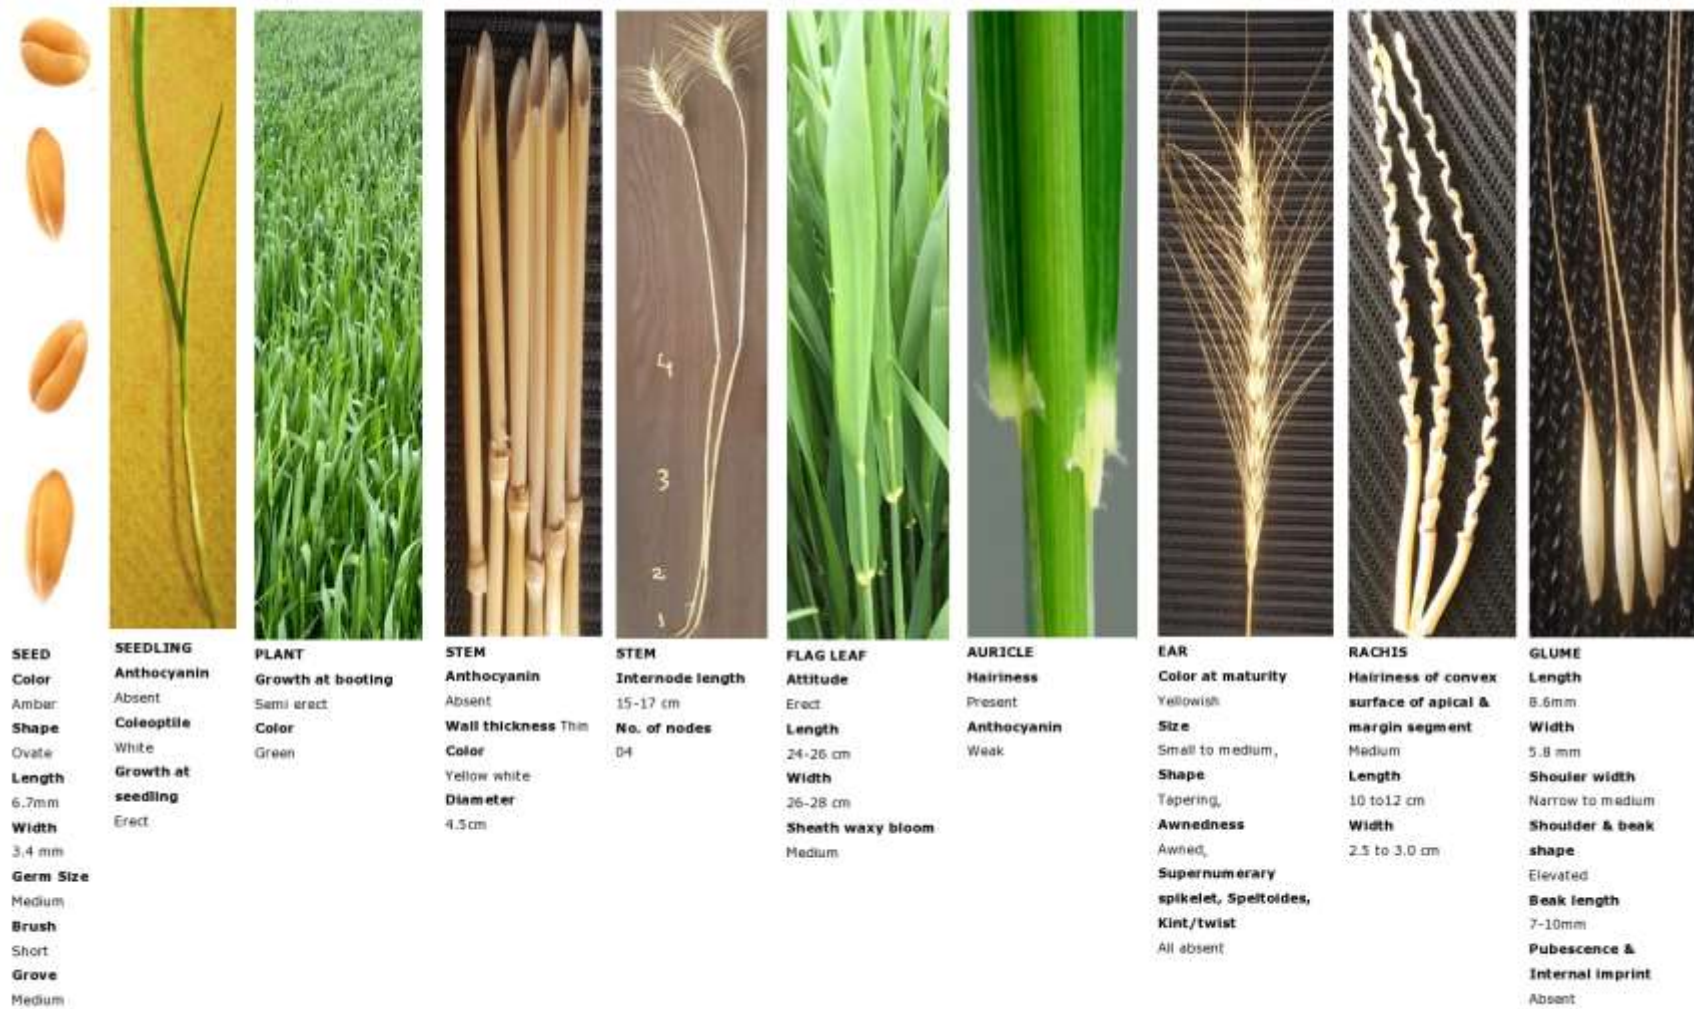 SEED
Color
Amber
Shape
Ovate
Length
6.7mm
Width
3.4 mm
Germ Size
Medium
Brush
Short
Grove
Medium
SEEDLING
Anthocyanin
Absent
Coleoptile
White
Growth at
seedling
Erect
PLANT
Growth at booting
Semi erect
Color
Green
STEM
Anthocyanin
Absent
Wall thickness Thin
Color
Yellow white
Diameter
4.5cm
4
3
2
1
STEM
Internode length
15-17 cm
No. of nodes
04
FLAG LEAF
Attitude
Erect
Length
24-26 cm
Width
26-28 cm
Sheath waxy bloom
Medium
AURICLE
Hairiness
Present
Anthocyanin
Weak
EAR
Color at maturity
Yellowish
Size
Small to medium,
Shape
Tapering,
Awnedness
Awned,
Supernumerary
spikelet, Speltoides,
Kint/twist
All absent
RACHIS
Hairiness of convex
surface of apical &
margin segment
Medium
Length
10 to12 cm
Width
2.5 to 3.0 cm
GLUME
Length
8.6mm
Width
5.8 mm
Shouler width
Narrow to medium
Shoulder & beak
shape
Elevated
Beak length
7-10mm
Pubescence &
Internal imprint
Absent